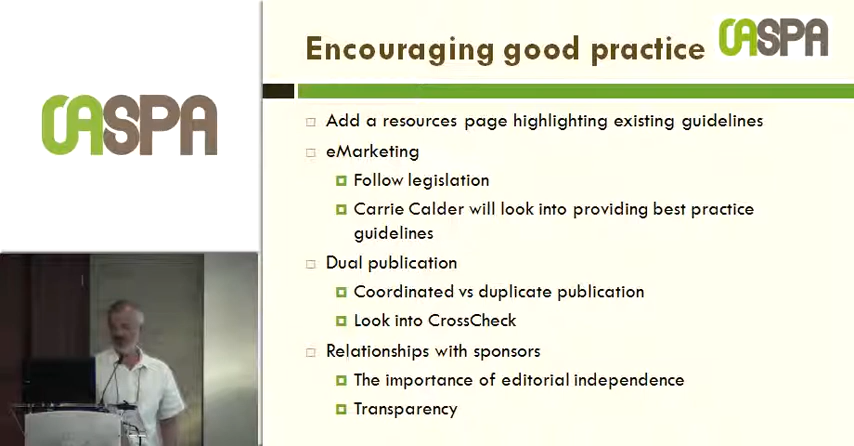 OASPA
Encouraging good practice
OASPA
Add a resources page highlighting existing guidelines
eMarketing
Follow legislation
Carrie Calder will look into providing best practice
guidelines
Dual publication
Coordinated vs duplicate publication
Look into CrossCheck
Relationships with sponsors
The importance of editorial independence
Transparency